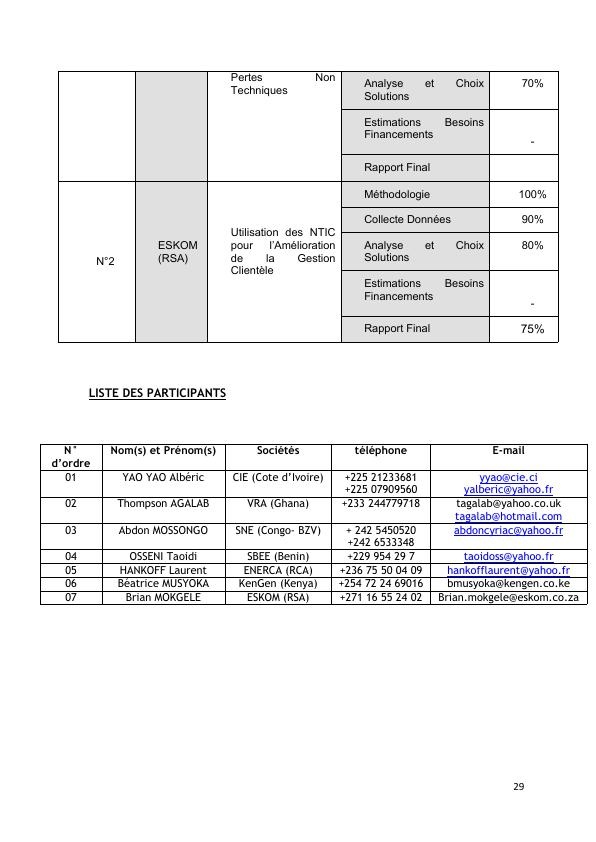 Pertes Non
Techniques
Analyse et Choix
Solutions
70%
Estimations Besoins
Financements
-
Rapport Final
N°2
ESKOM
(RSA)
Utilisation des NTIC
pour l'Amélioration
de la Gestion
Clientèle
Méthodologie
100%
Collecte Données
90%
Analyse et Choix
Solutions
80%
Estimations Besoins
Financements
-
Rapport Final
75%
LISTE DES PARTICIPANTS
N° d'ordre Nom(s) et Prénom(s) Sociétés téléphone E-mail
01 YAO YAO Albéric CIE (Cote d'Ivoire) +225 21233681 yyao@cie.ci
+225 07909560 yalberic@yahoo.fr
02 Thompson AGALAB VRA (Ghana) +233 244779718 tagalab@yahoo.co.uk
tagalab@hotmail.com
03 Abdon MOSSONGO SNE (Congo- BZV) + 242 5450520 abdoncyriac@yahoo.fr
+242 6533348
04 OSSENI Taoidi SBEE (Benin) +229 954 29 7 taoidoss@yahoo.fr
05 HANKOFF Laurent ENERCA (RCA) +236 75 50 04 09 hankofflaurent@yahoo.fr
06 Béatrice MUSYOKA KenGen (Kenya) +254 72 24 69016 bmusyoka@kengen.co.ke
07 Brian MOKGELE ESKOM (RSA) +271 16 55 24 02 Brian.mokgele@eskom.co.za
29